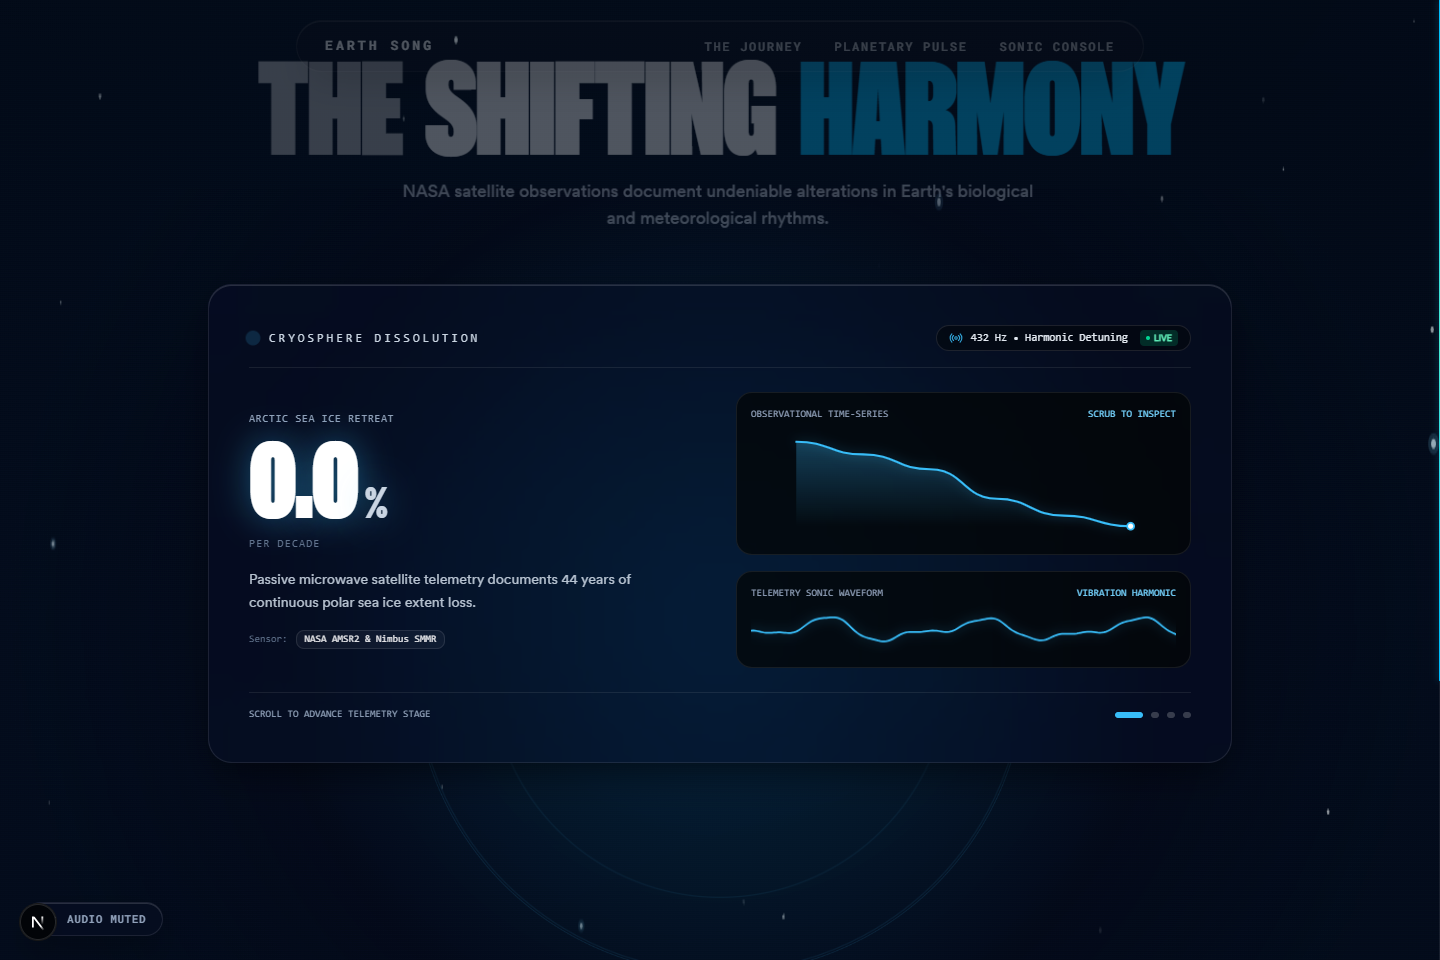 EARTH SONG
THE JOURNEY
PLANETARY PULSE
SONIC CONSOLE
THE SHIFTING HARMONY
NASA satellite observations document undeniable alterations in Earth's biological
and meteorological rhythms.
CRYOSPHERE DISSOLUTION
432 Hz • Harmonic Detuning
• LIVE
ARCTIC SEA ICE RETREAT
0.0%
PER DECADE
Passive microwave satellite telemetry documents 44 years of
continuous polar sea ice extent loss.
Sensor: NASA AMSR2 & Nimbus SMMR
OBSERVATIONAL TIME-SERIES
SCRUB TO INSPECT
TELEMETRY SONIC WAVEFORM
VIBRATION HARMONIC
SCROLL TO ADVANCE TELEMETRY STAGE
N
AUDIO MUTED